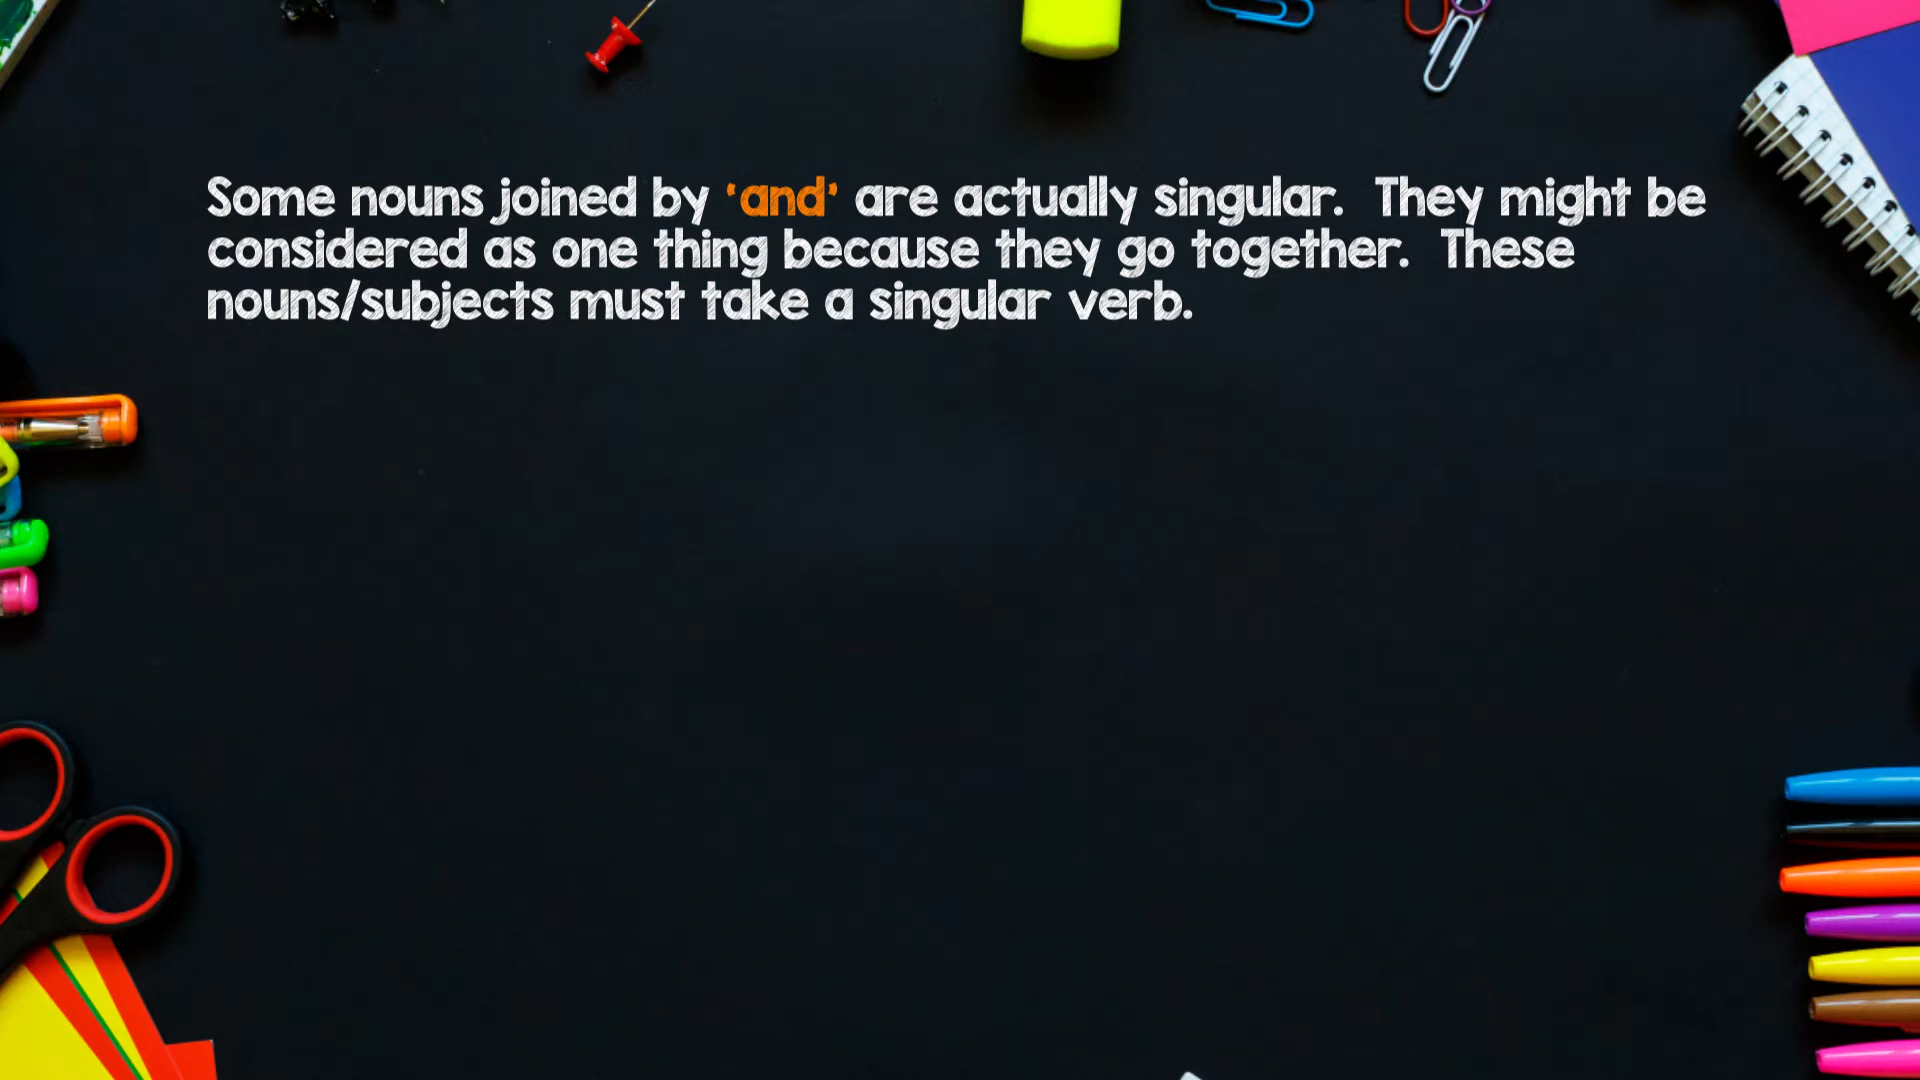 Some nouns joined by ‘and’ are actually singular. They might be
considered as one thing because they go together. These
nouns/subjects must take a singular verb.